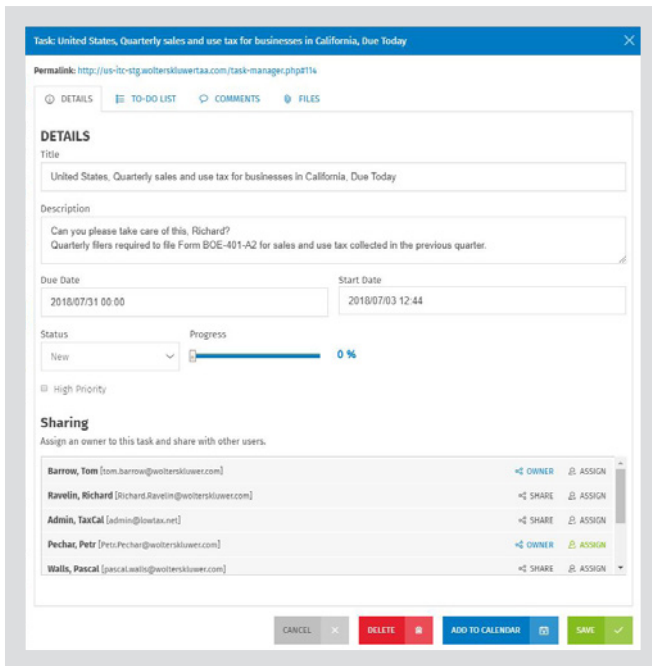 Task: United States, Quarterly sales and use tax for businesses in California, Due Today
Permalink: http://us-itc-stg.wolterskluwertaa.com/task-manager.php#114
DETAILS TO-DO LIST COMMENTS FILES
DETAILS
Title
United States, Quarterly sales and use tax for businesses in California, Due Today
Description
Can you please take care of this, Richard?
Quarterly filers required to file Form BOE-401-A2 for sales and use tax collected in the previous quarter.
Due Date Start Date
2018/07/31 00:00 2018/07/03 12:44
Status Progress
New 0 %
High Priority
Sharing
Assign an owner to this task and share with other users.
Barrow, Tom [tom.barrow@wolterskluwer.com] OWNER ASSIGN
Ravelin, Richard [Richard.Ravelin@wolterskluwer.com] SHARE ASSIGN
Admin, TaxCal [admin@lowtax.net] SHARE ASSIGN
Pechar, Petr [Petr.Pechar@wolterskluwer.com] OWNER ASSIGN
Walls, Pascal [pascal.walls@wolterskluwer.com] SHARE ASSIGN
CANCEL DELETE ADD TO CALENDAR SAVE